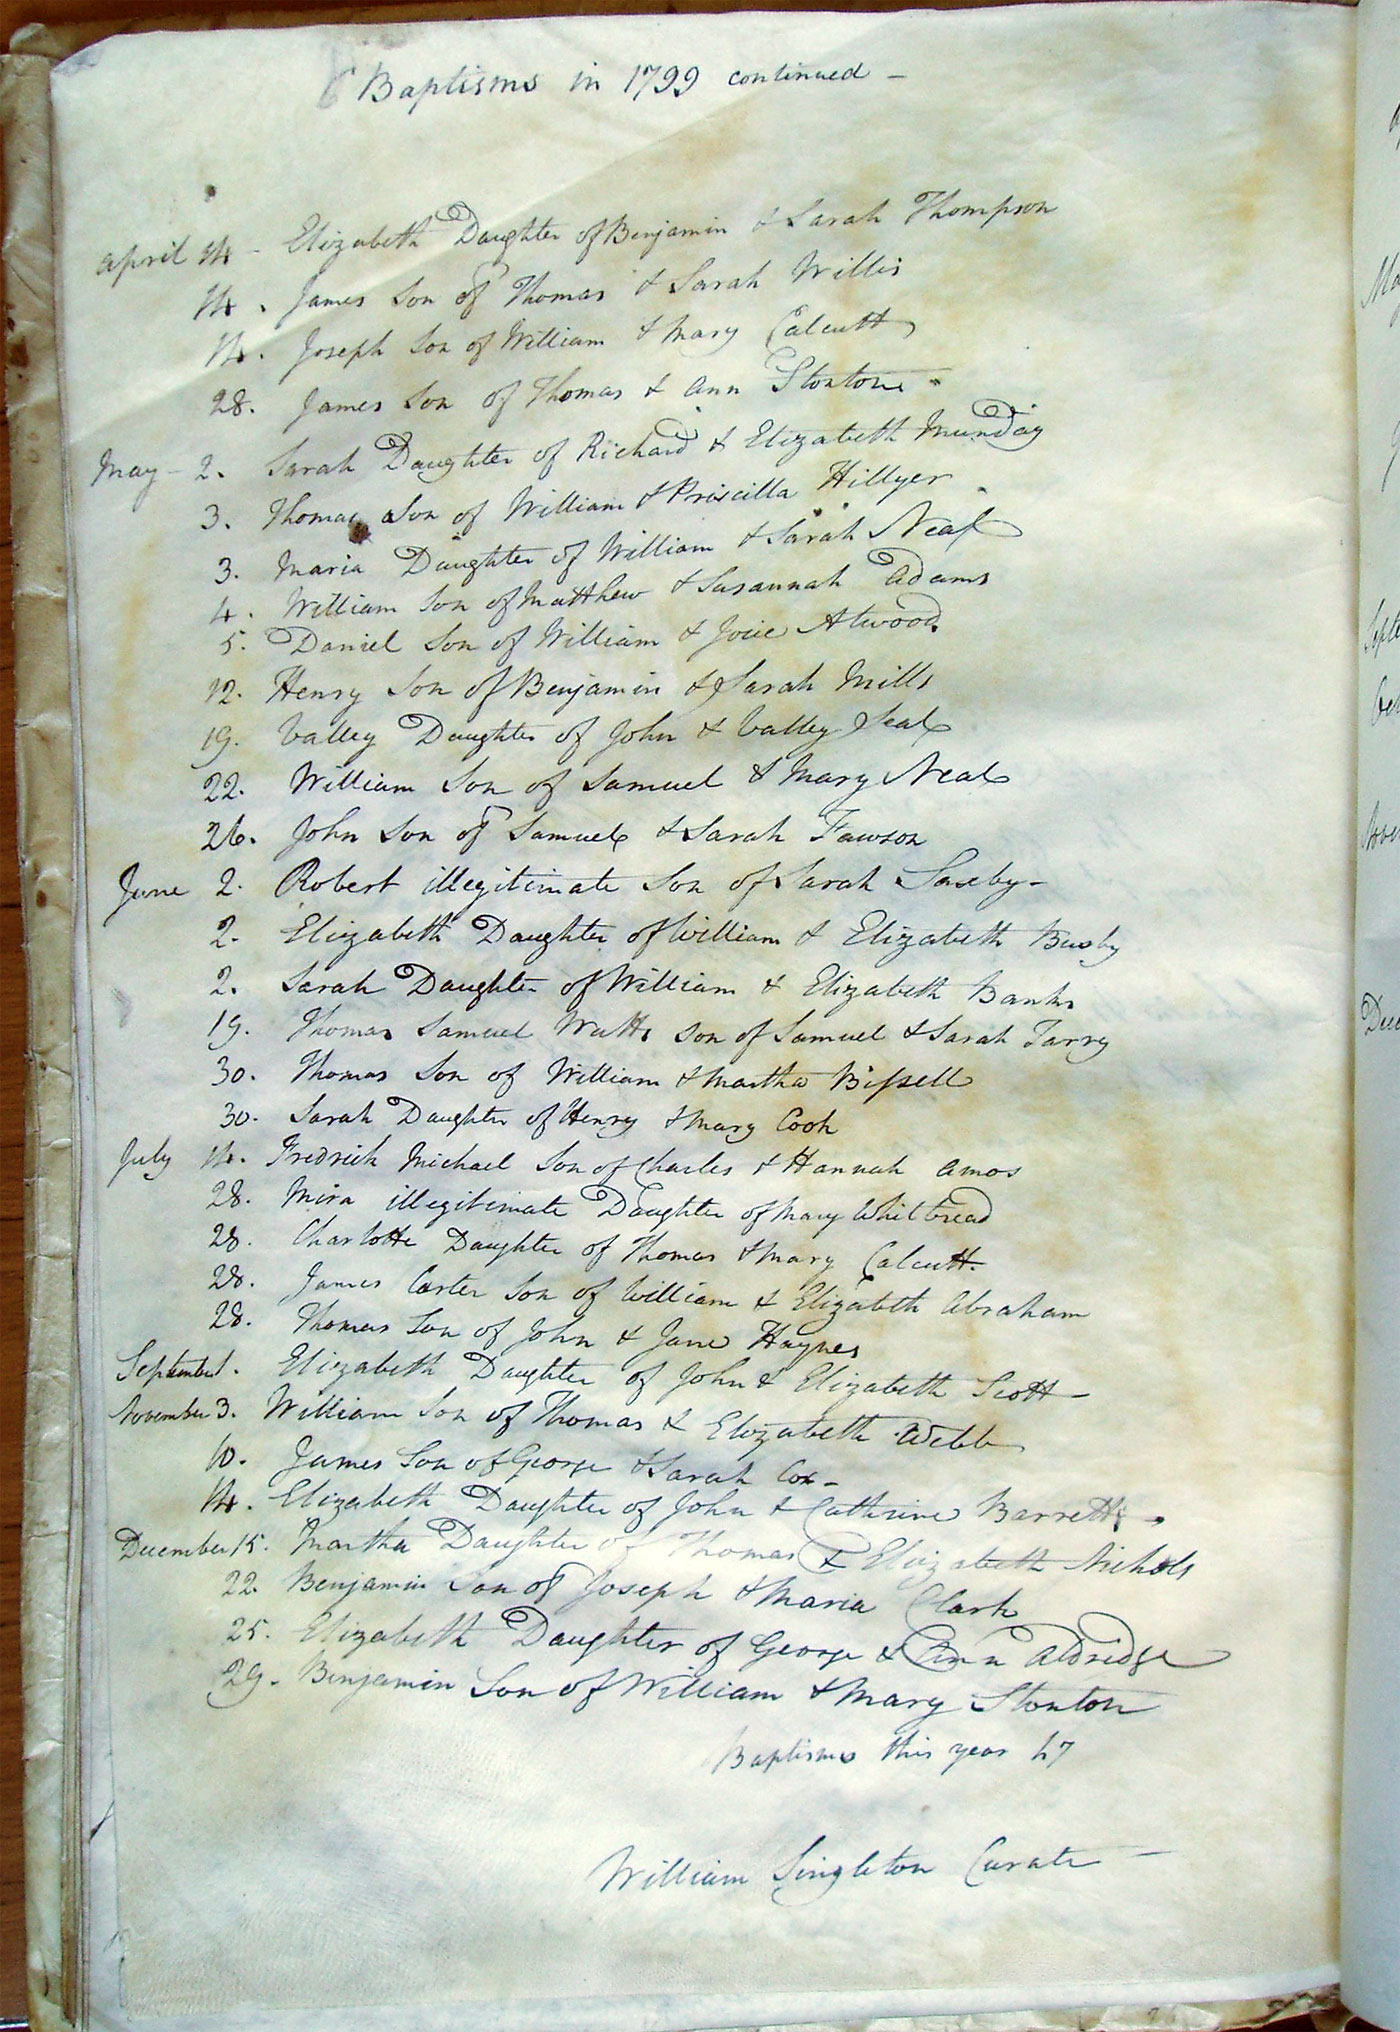 Baptisms in 1799 continued -
April 14 - Elizabeth Daughter of Benjamin & Sarah Thompson
14. James Son of Thomas & Sarah Willis
14. Joseph Son of William & Mary Calcutt
28. James Son of Thomas & Ann Stonton
May - 2. Sarah Daughter of Richard & Elizabeth Munday
3. Thomas Son of William & Priscilla Hillyer
3. Maria Daughter of William & Sarah Neal
4. William Son of Matthew & Susannah Adams
5. Daniel Son of William & Atwood
12. Henry Son of Benjamin & Sarah Mills
19. Valley Daughter of John & Valley Seal
22. William Son of Samuel & Mary Neal
26. John Son of Samuel & Sarah Fawson
June 2. Robert illegitimate Son of Sarah Saxby-
2. Elizabeth Daughter of William & Elizabeth Busby
2. Sarah Daughter of William & Elizabeth Banks
19. Thomas Samuel Watts Son of Samuel & Sarah Tarry
30. Thomas Son of William & Martha Bissell
30. Sarah Daughter of Henry & Mary Cook
July 14. Fredrick Michael Son of Charles & Hannah Amos
28. Mira illegitimate Daughter of Mary Whitbread
28. Charlotte Daughter of Thomas & Mary Calcutt
28. James Carter Son of William & Elizabeth Abraham
28. Thomas Son of John & Jane Haynes
September 1. Elizabeth Daughter of John & Elizabeth Scott -
November 3. William Son of Thomas & Elizabeth Webb
10. James Son of George & Sarah Cox -
14. Elizabeth Daughter of John & Cathrine Barrett
December 15. Martha Daughter of Thomas & Elizabeth Nichols
22. Benjamin Son of Joseph & Maria Clark
25. Elizabeth Daughter of George & Ann Aldridge
29. Benjamin Son of William & Mary Stonton
Baptisms this year 47
William Singleton Curate -